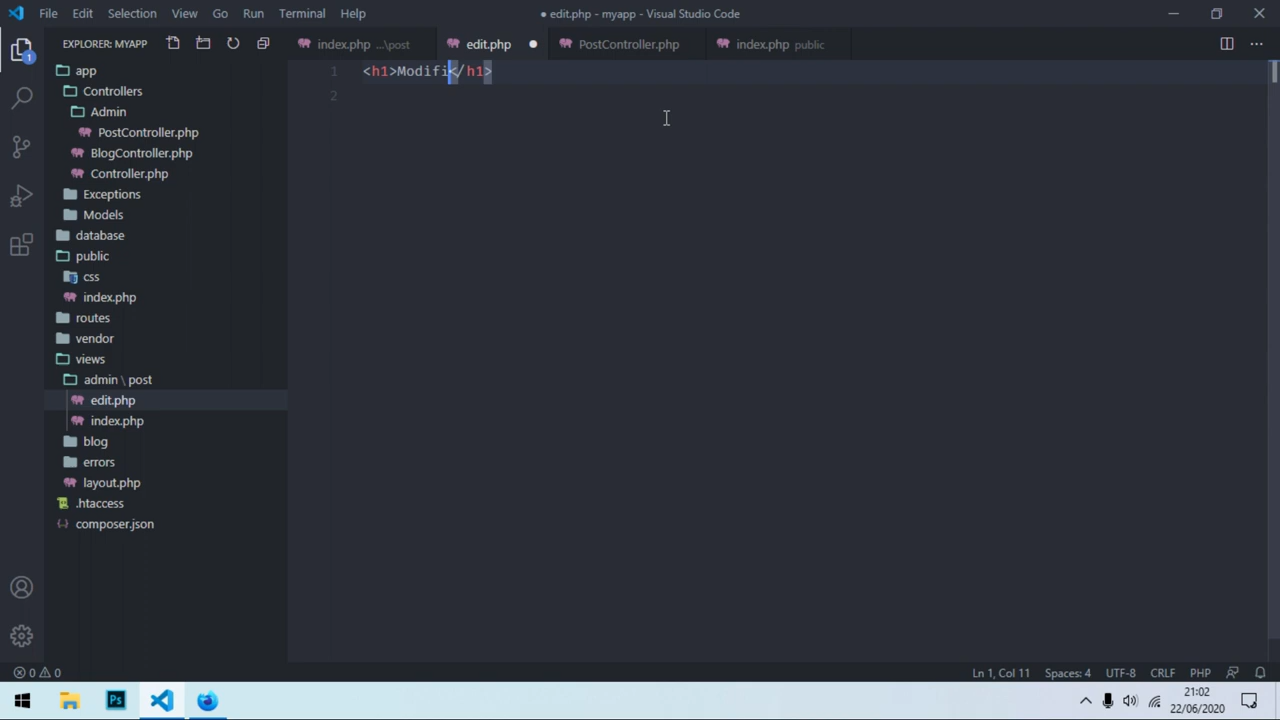 File Edit Selection View Go Run Terminal Help
● edit.php - myapp - Visual Studio Code
EXPLORER: MYAPP
index.php ...\post
edit.php
PostController.php
index.php public
1
app
Controllers
Admin
PostController.php
BlogController.php
Controller.php
Exceptions
Models
database
public
css
index.php
routes
vendor
views
admin \ post
edit.php
index.php
blog
errors
layout.php
.htaccess
composer.json
1 <h1>Modifi</h1>
2
0 0
Ln 1, Col 11 Spaces: 4 UTF-8 CRLF PHP
Ps
21:02
22/06/2020